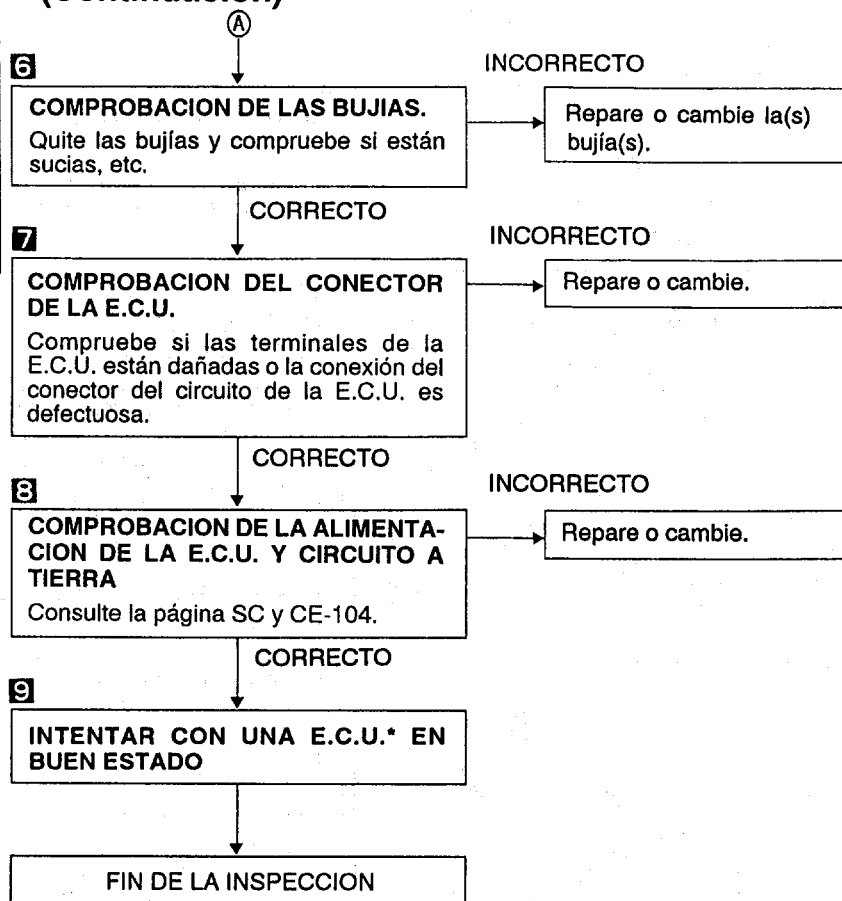 (Continuación)
A
6
INCORRECTO
COMPROBACION DE LAS BUJIAS.
Quite las bujías y compruebe si están
sucias, etc.
Repare o cambie la(s)
bujía(s).
CORRECTO
7
INCORRECTO
COMPROBACION DEL CONECTOR
DE LA E.C.U.
Compruebe si las terminales de la
E.C.U. están dañadas o la conexión del
conector del circuito de la E.C.U. es
defectuosa.
Repare o cambie.
CORRECTO
8
INCORRECTO
COMPROBACION DE LA ALIMENTA-
CION DE LA E.C.U. Y CIRCUITO A
TIERRA
Consulte la página SC y CE-104.
Repare o cambie.
CORRECTO
9
INTENTAR CON UNA E.C.U.* EN
BUEN ESTADO
FIN DE LA INSPECCION